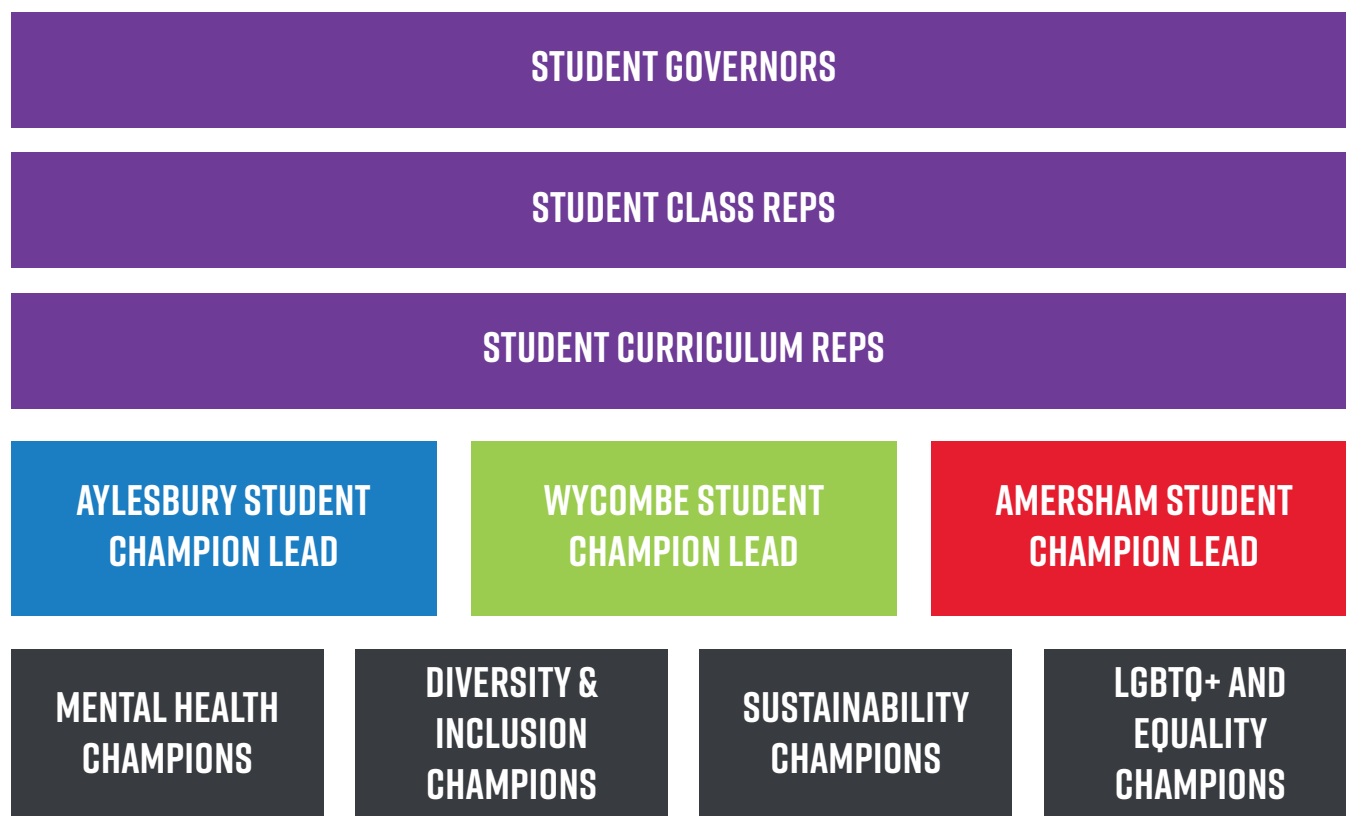 STUDENT GOVERNORS
STUDENT CLASS REPS
STUDENT CURRICULUM REPS
AYLESBURY STUDENT
CHAMPION LEAD
WYCOMBE STUDENT
CHAMPION LEAD
AMERSHAM STUDENT
CHAMPION LEAD
MENTAL HEALTH
CHAMPIONS
DIVERSITY &
INCLUSION
CHAMPIONS
SUSTAINABILITY
CHAMPIONS
LGBTQ+ AND
EQUALITY
CHAMPIONS